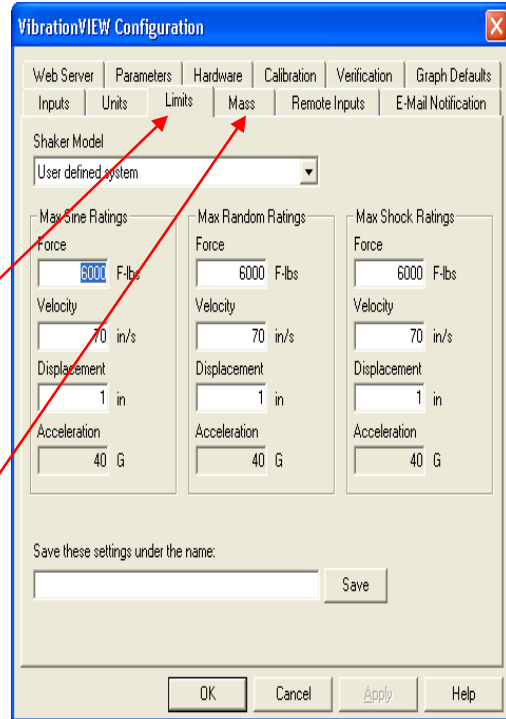 VibrationVIEW Configuration
Web Server Parameters Hardware Calibration Verification Graph Defaults
Inputs Units Limits Mass Remote Inputs E-Mail Notification
Shaker Model
User defined system
Max Sine Ratings Max Random Ratings Max Shock Ratings
Force Force Force
6000 F-lbs 6000 F-lbs 6000 F-lbs
Velocity Velocity Velocity
70 in/s 70 in/s 70 in/s
Displacement Displacement Displacement
1 in 1 in 1 in
Acceleration Acceleration Acceleration
40 G 40 G 40 G
Save these settings under the name:
Save
OK Cancel Apply Help